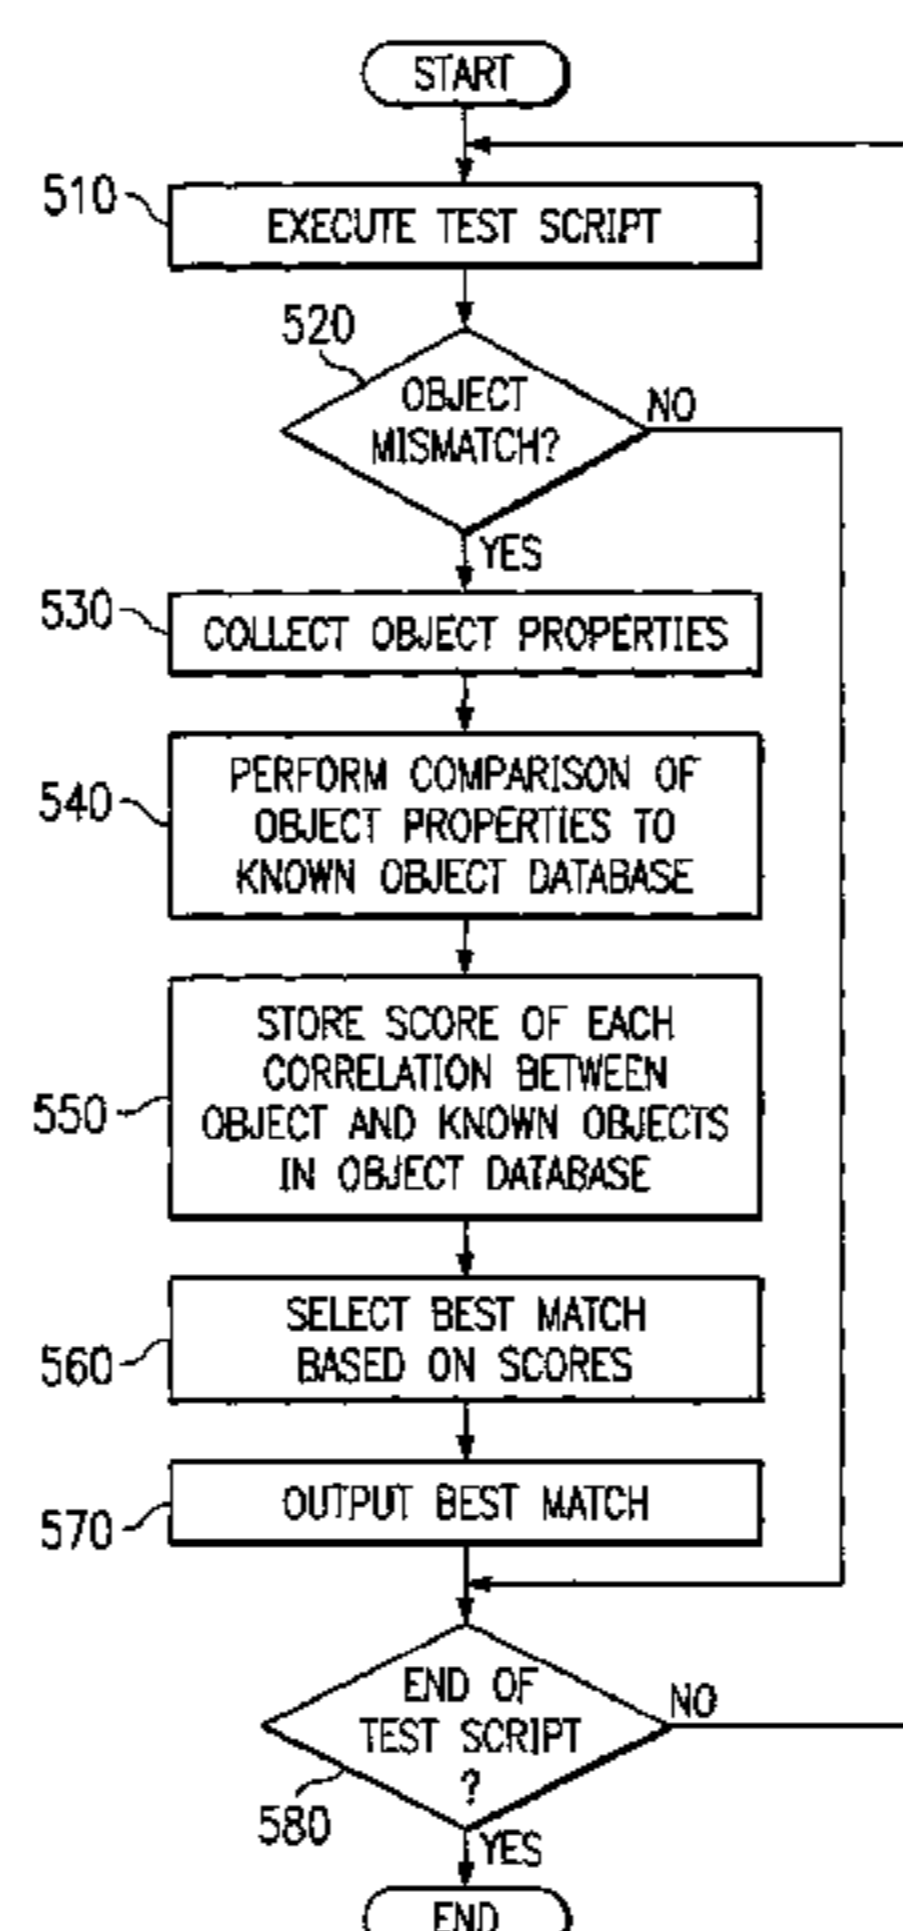 START
510
EXECUTE TEST SCRIPT
520
OBJECT
MISMATCH?
NO
YES
530
COLLECT OBJECT PROPERTIES
540
PERFORM COMPARISON OF
OBJECT PROPERTIES TO
KNOWN OBJECT DATABASE
550
STORE SCORE OF EACH
CORRELATION BETWEEN
OBJECT AND KNOWN OBJECTS
IN OBJECT DATABASE
560
SELECT BEST MATCH
BASED ON SCORES
570
OUTPUT BEST MATCH
END OF
TEST SCRIPT
?
NO
580
YES
END